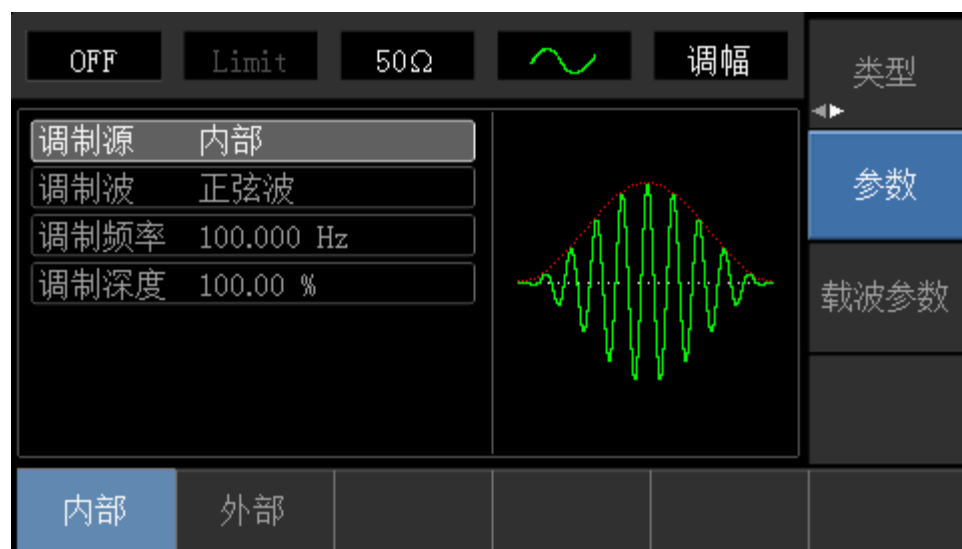 OFF Limit 50Ω 调幅
类型
调制源 内部
调制波 正弦波
参数
调制频率 100.000 Hz
调制深度 100.00 %
载波参数
内部 外部